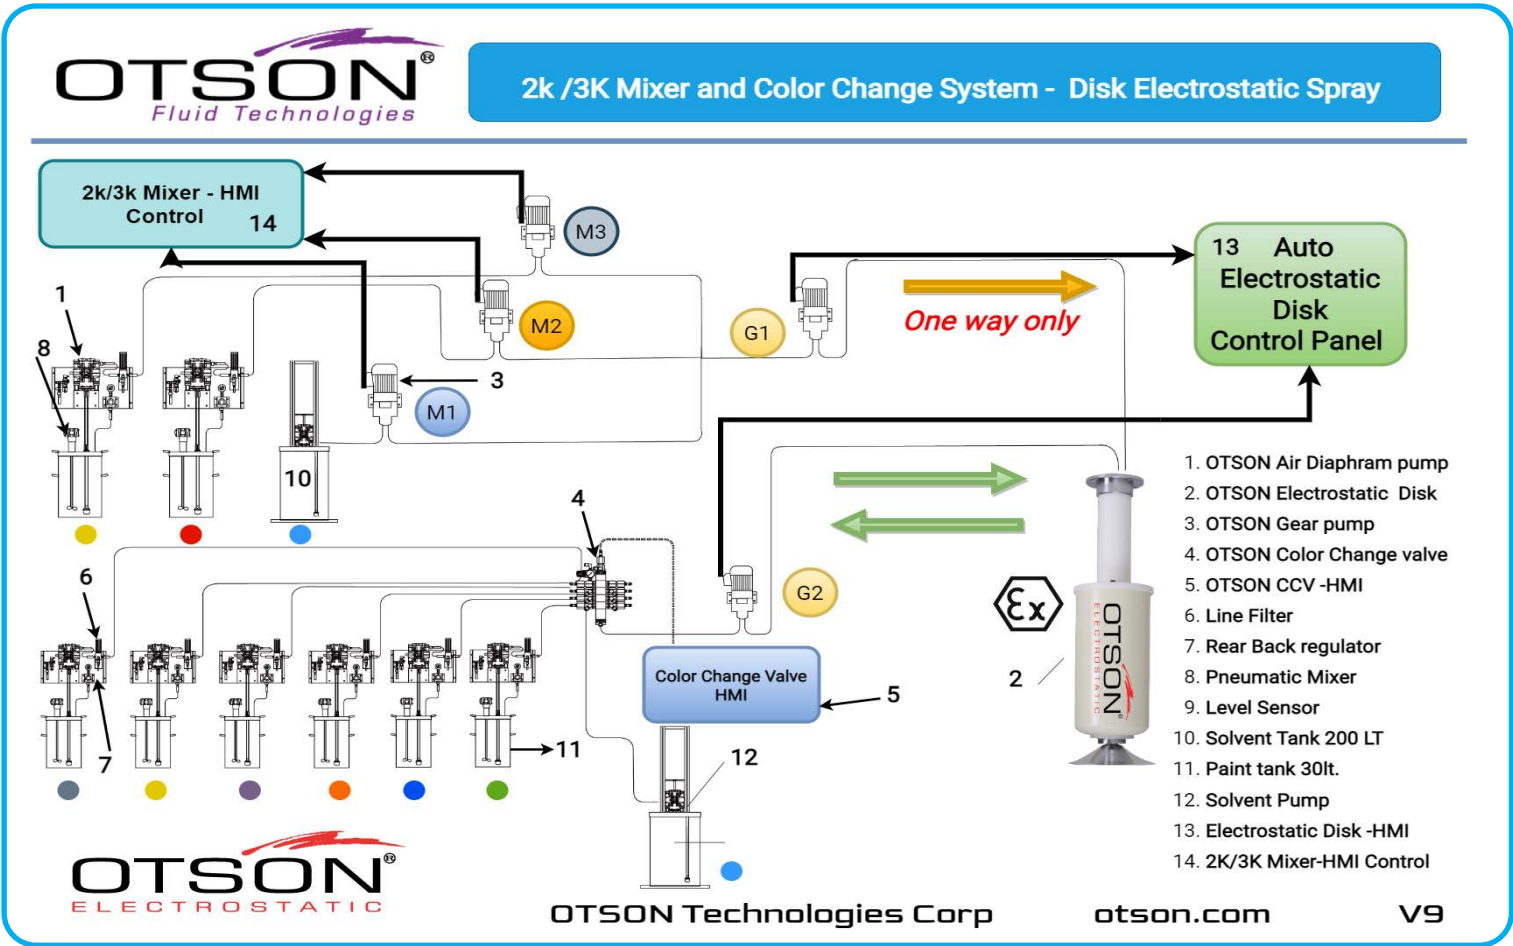 OTSON®
Fluid Technologies
2k /3K Mixer and Color Change System - Disk Electrostatic Spray
2k/3k Mixer - HMI
Control 14
M3
M2
M1
G1
One way only
13 Auto
Electrostatic
Disk
Control Panel
1
8
3
10
4
6
7
11
G2
Color Change Valve
HMI
5
12
Ex
2
OTSON®
ELECTROSTATIC
1. OTSON Air Diaphram pump
2. OTSON Electrostatic Disk
3. OTSON Gear pump
4. OTSON Color Change valve
5. OTSON CCV -HMI
6. Line Filter
7. Rear Back regulator
8. Pneumatic Mixer
9. Level Sensor
10. Solvent Tank 200 LT
11. Paint tank 30lt.
12. Solvent Pump
13. Electrostatic Disk -HMI
14. 2K/3K Mixer-HMI Control
OTSON®
ELECTROSTATIC
OTSON Technologies Corp
otson.com
V9